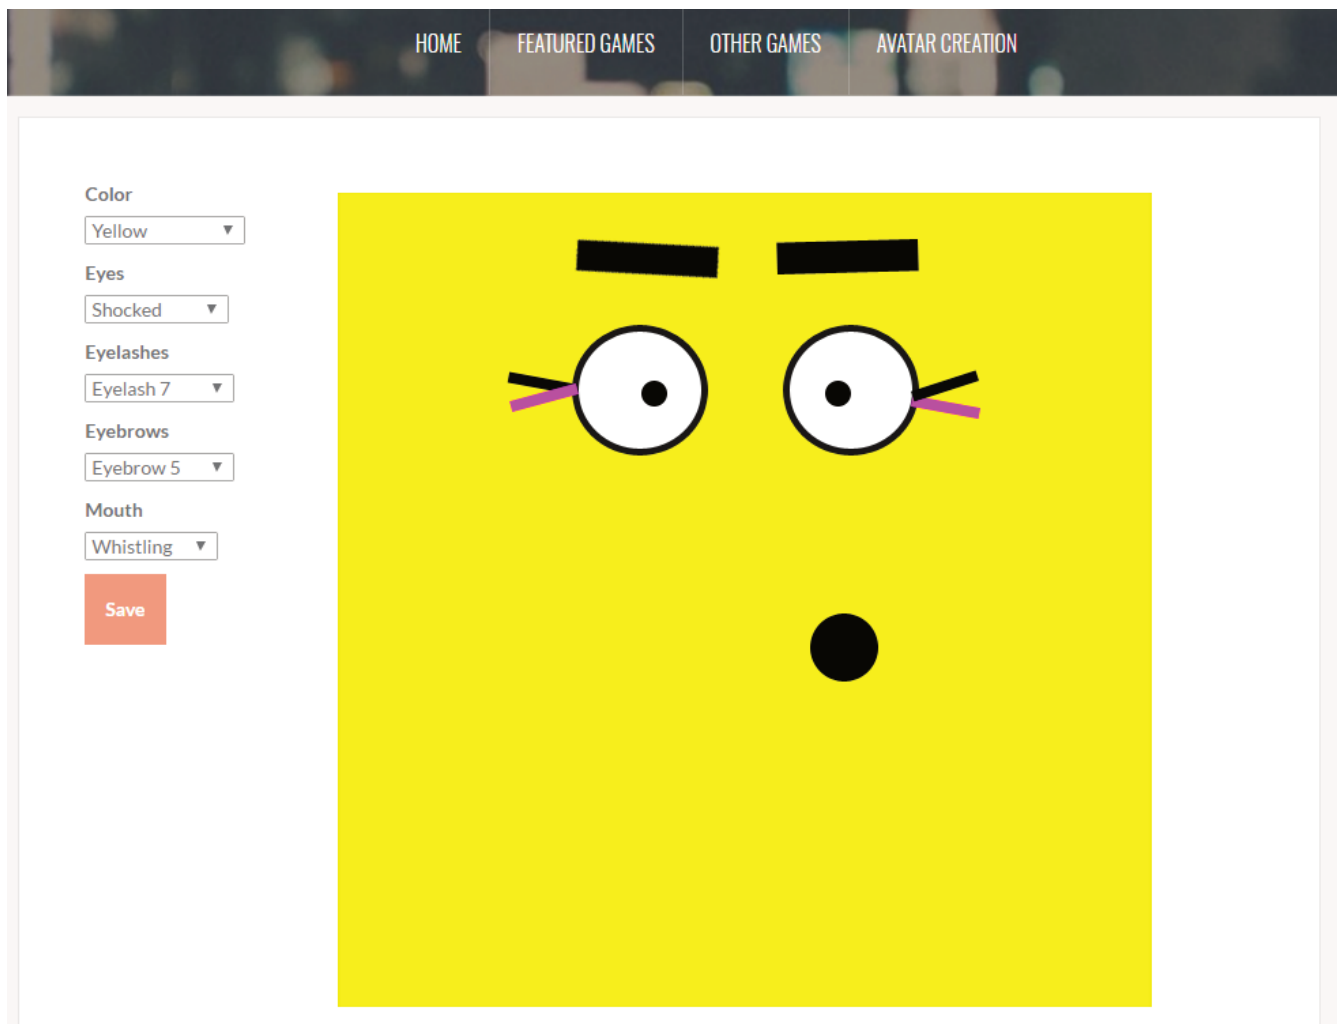 HOME FEATURED GAMES OTHER GAMES AVATAR CREATION
Color
Yellow
Eyes
Shocked
Eyelashes
Eyelash 7
Eyebrows
Eyebrow 5
Mouth
Whistling
Save